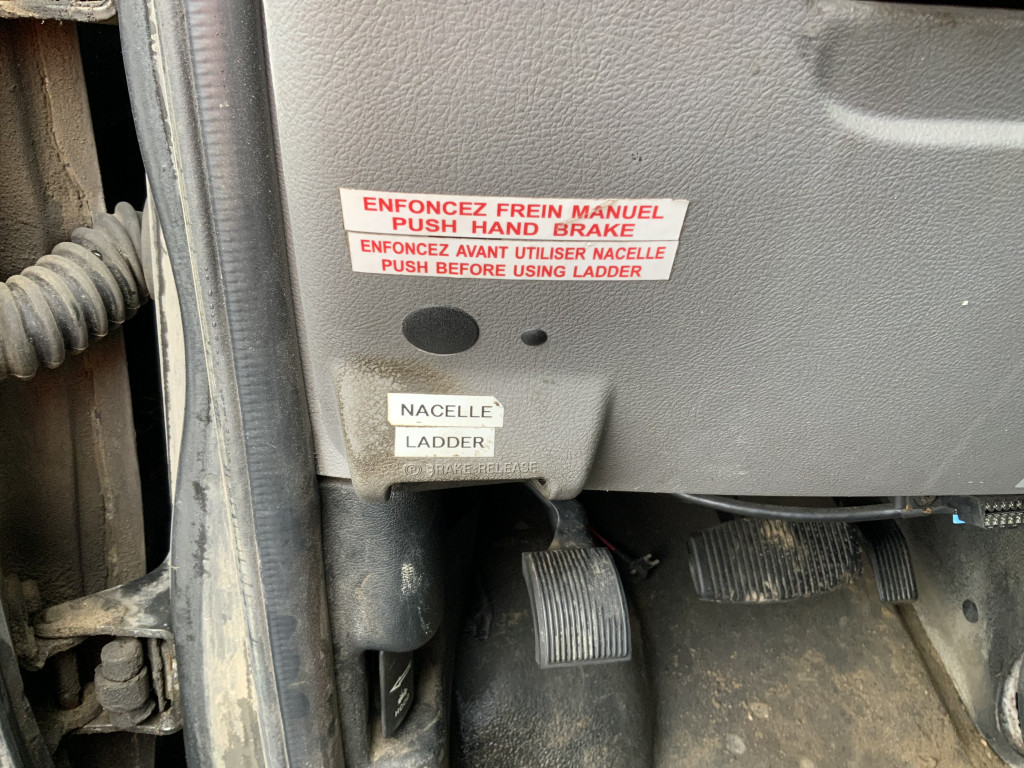 ENFONCEZ FREIN MANUEL
PUSH HAND BRAKE
ENFONCEZ AVANT UTILISER NACELLE
PUSH BEFORE USING LADDER
NACELLE
LADDER
(P) BRAKE RELEASE